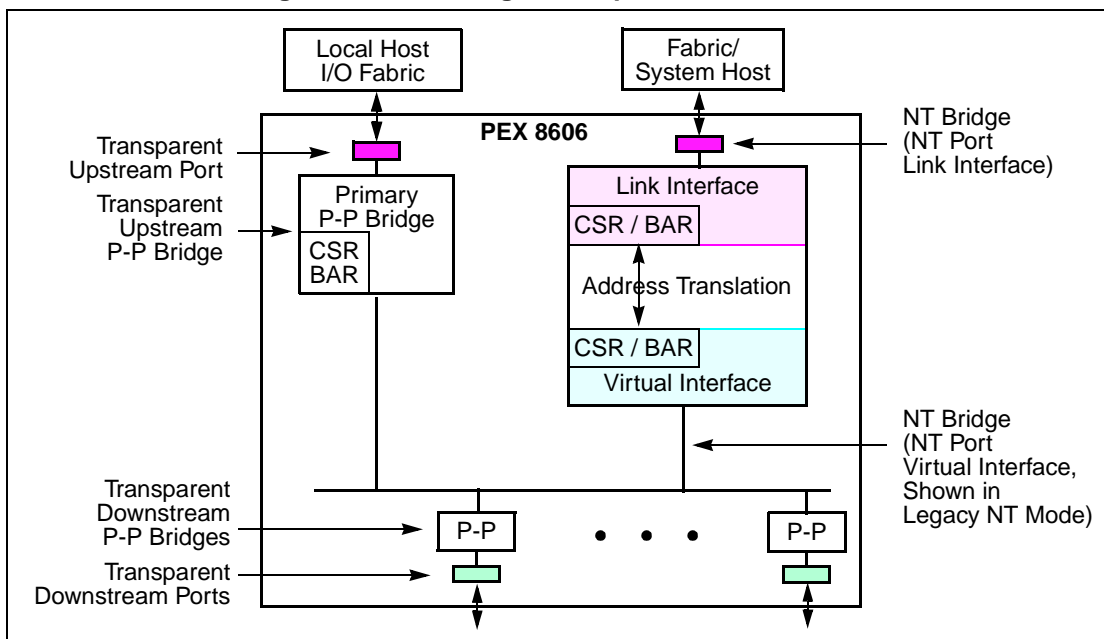 Local Host
I/O Fabric
Fabric/
System Host
PEX 8606
Transparent
Upstream Port
NT Bridge
(NT Port
Link Interface)
Transparent
Upstream
P-P Bridge
Primary
P-P Bridge
CSR
BAR
Link Interface
CSR / BAR
Address Translation
CSR / BAR
Virtual Interface
NT Bridge
(NT Port
Virtual Interface,
Shown in
Legacy NT Mode)
Transparent
Downstream
P-P Bridges
P-P
P-P
Transparent
Downstream Ports